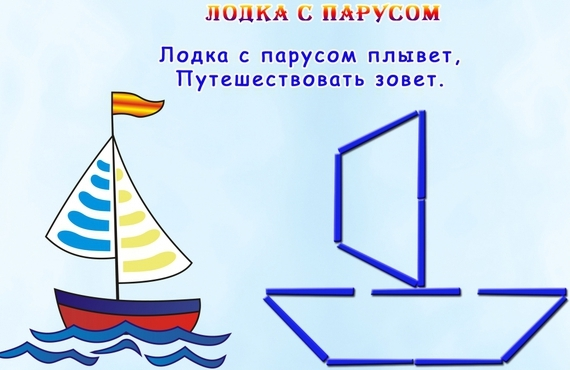 ЛОДКА С ПАРУСОМ
Лодка с парусом плывет,
Путешествовать зовет.